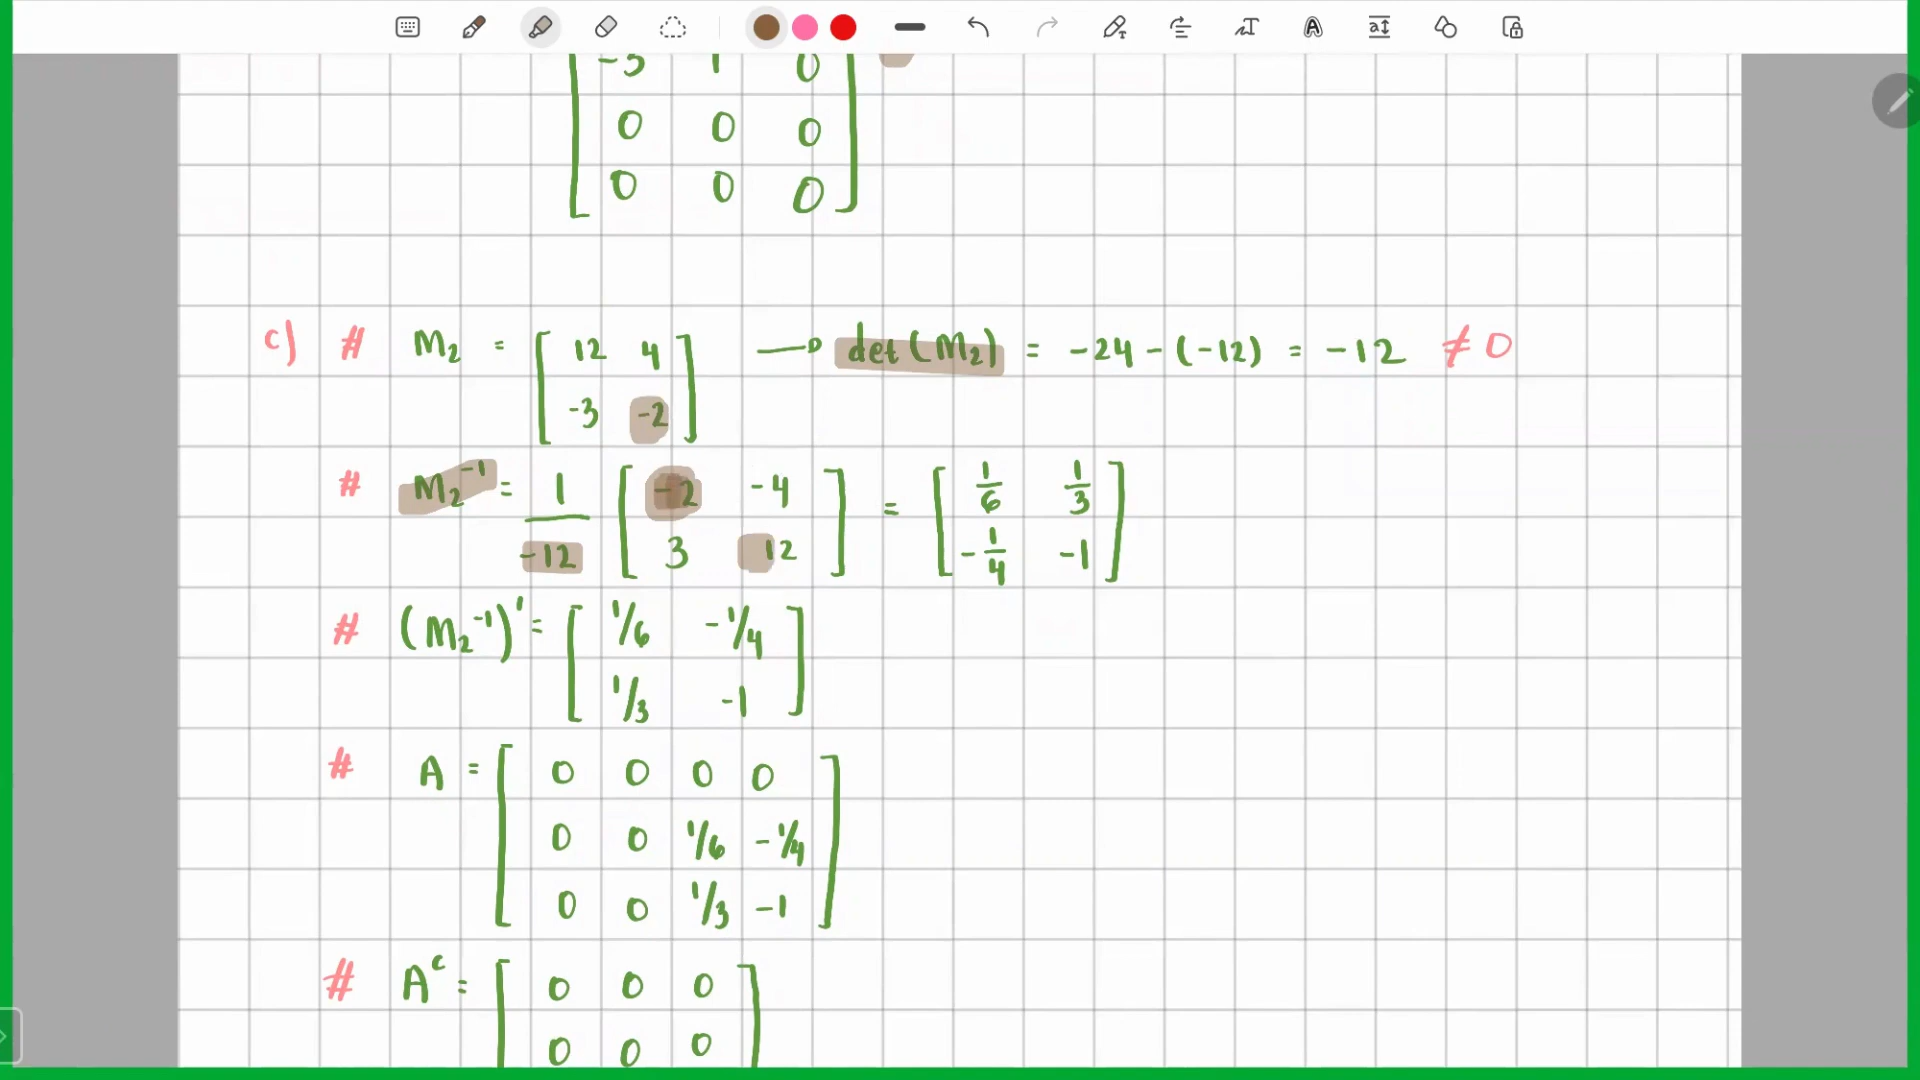 -3 1 0
0 0 0
0 0 0
c) # M₂ = [ 12 4 → det(M₂) = -24 - (-12) = -12 ≠ 0
-3 -2 ]
# M₂⁻¹ = 1/-12 [ -2 -4 = [ 1/6 1/3
3 12 ] -1/4 -1 ]
# (M₂⁻¹)' = [ 1/6 -1/4
1/3 -1 ]
# A = [ 0 0 0 0
0 0 1/6 -1/4
0 0 1/3 -1 ]
# Aᶜ = [ 0 0 0
0 0 0